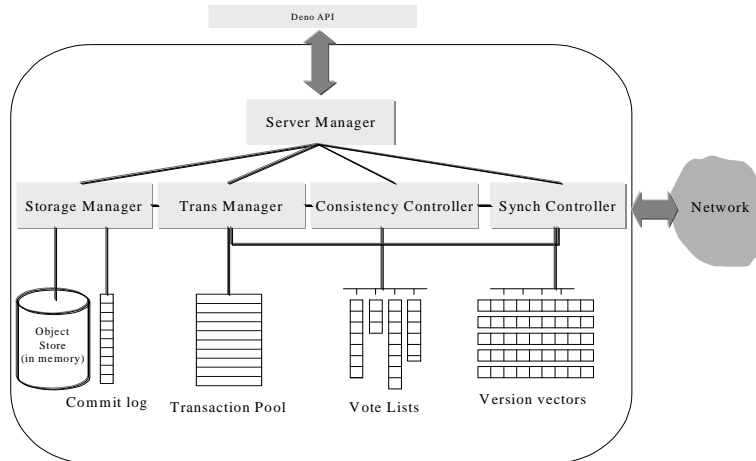 Deno API
Server Manager
Storage Manager
Trans Manager
Consistency Controller
Synch Controller
Network
Object
Store
(in memory)
Commit log
Transaction Pool
Vote Lists
Version vectors